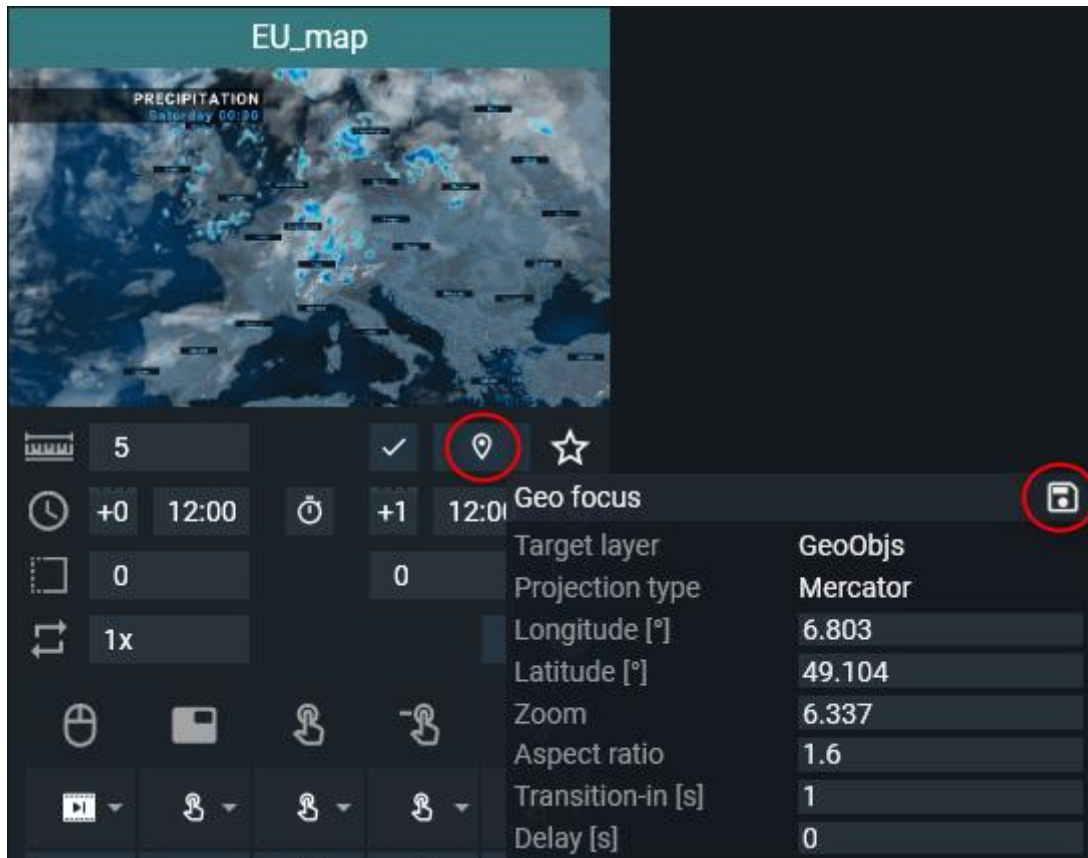 EU_map
PRECIPITATION
Saturday 00:00
5
+0 12:00 +1 12:00
0 0
1x
Geo focus
Target layer GeoObjs
Projection type Mercator
Longitude [°] 6.803
Latitude [°] 49.104
Zoom 6.337
Aspect ratio 1.6
Transition-in [s] 1
Delay [s] 0